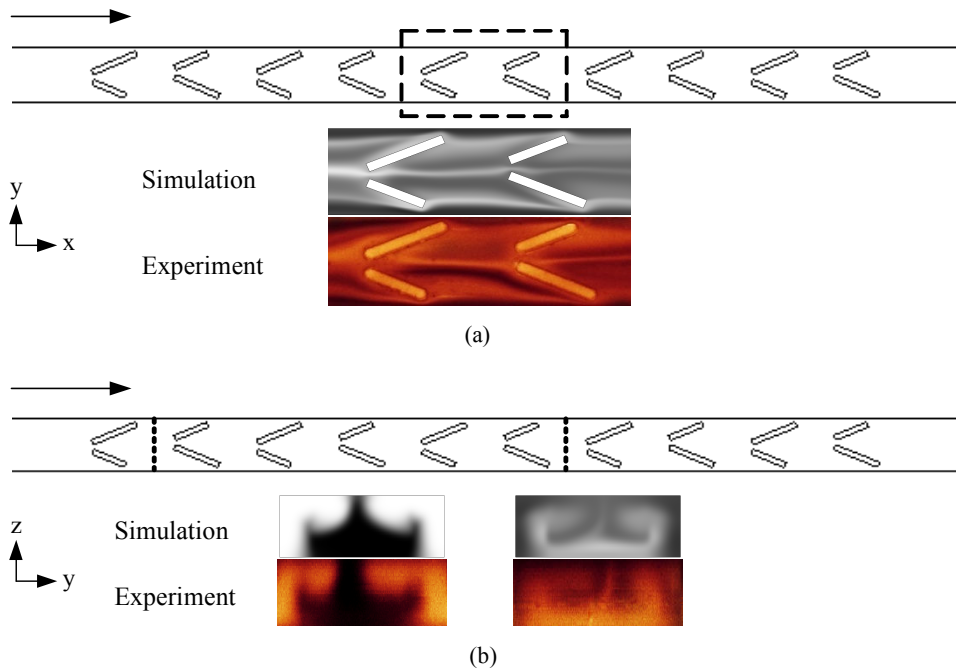 Simulation
y
x
Experiment
(a)
Simulation
z
y
Experiment
(b)